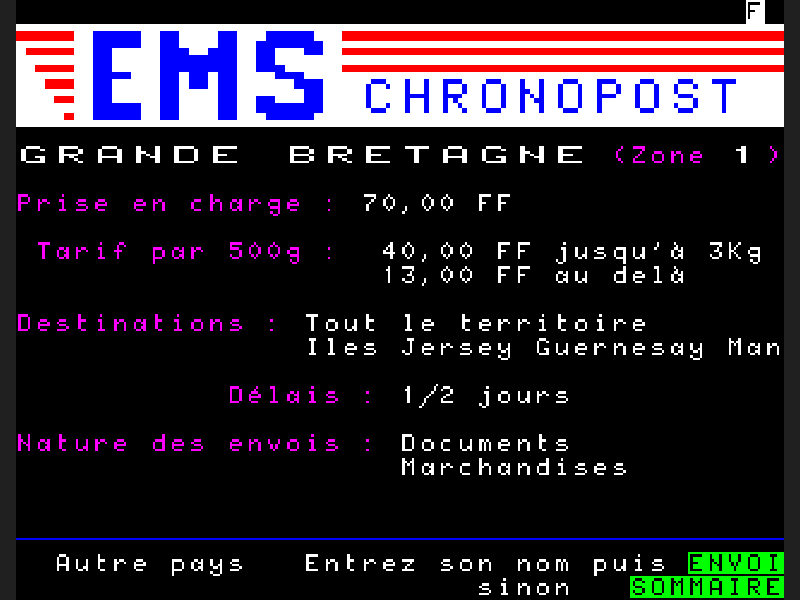 F
EMS
CHRONOPOST
GRANDE BRETAGNE (Zone 1)
Prise en charge : 70,00 FF
Tarif par 500g : 40,00 FF jusqu'à 3Kg
13,00 FF au delà
Destinations : Tout le territoire
Iles Jersey Guernesay Man
Délais : 1/2 jours
Nature des envois : Documents
Marchandises
Autre pays Entrez son nom puis ENVOI
sinon SOMMAIRE